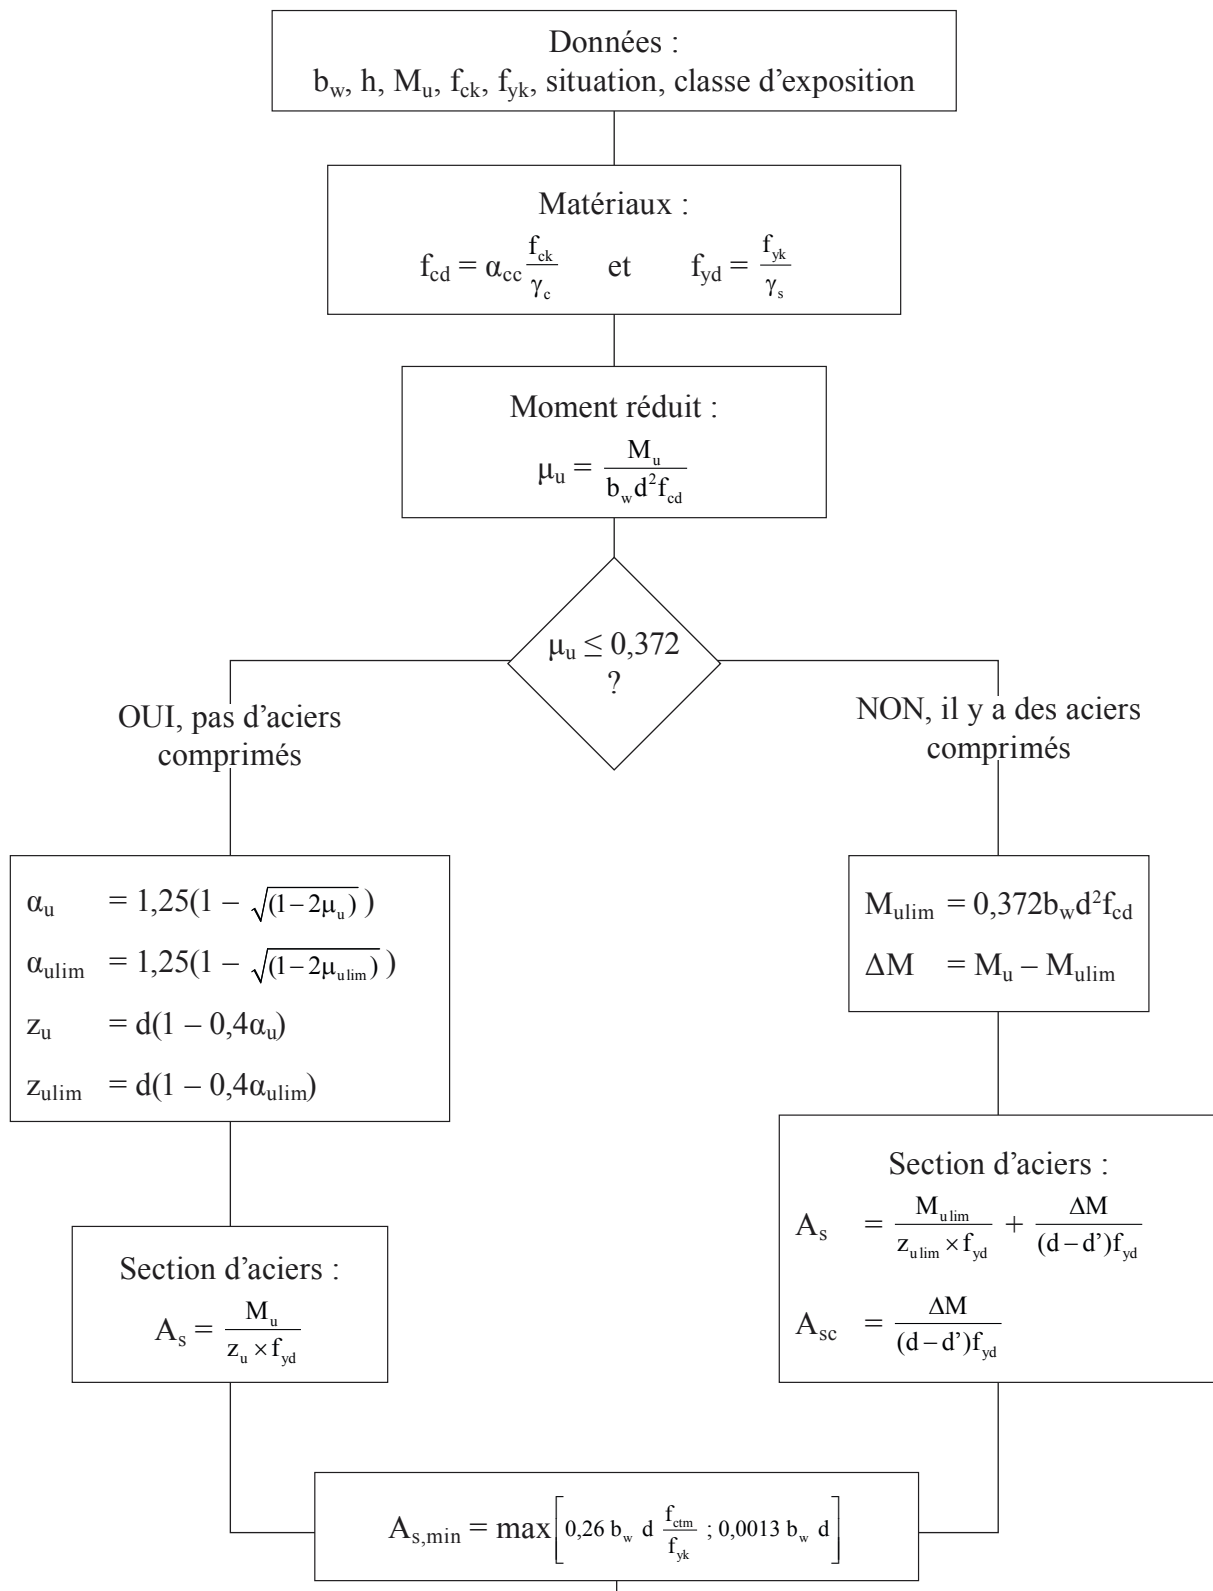 Données :
b_w, h, M_u, f_ck, f_yk, situation, classe d'exposition
Matériaux :
f_cd = α_cc f_ck/γ_c et f_yd = f_yk/γ_s
Moment réduit :
μ_u = M_u/(b_w d² f_cd)
μ_u ≤ 0,372
?
OUI, pas d'aciers
comprimés
NON, il y a des aciers
comprimés
α_u = 1,25(1 – √(1–2μ_u) )
α_ulim = 1,25(1 – √(1–2μ_ulim) )
z_u = d(1 – 0,4α_u)
z_ulim = d(1 – 0,4α_ulim)
Section d'aciers :
A_s = M_u/(z_u × f_yd)
M_ulim = 0,372b_w d² f_cd
ΔM = M_u – M_ulim
Section d'aciers :
A_s = M_ulim/(z_ulim × f_yd) + ΔM/((d – d')f_yd)
A_sc = ΔM/((d – d')f_yd)
A_s,min = max[0,26 b_w d f_ctm/f_yk ; 0,0013 b_w d]